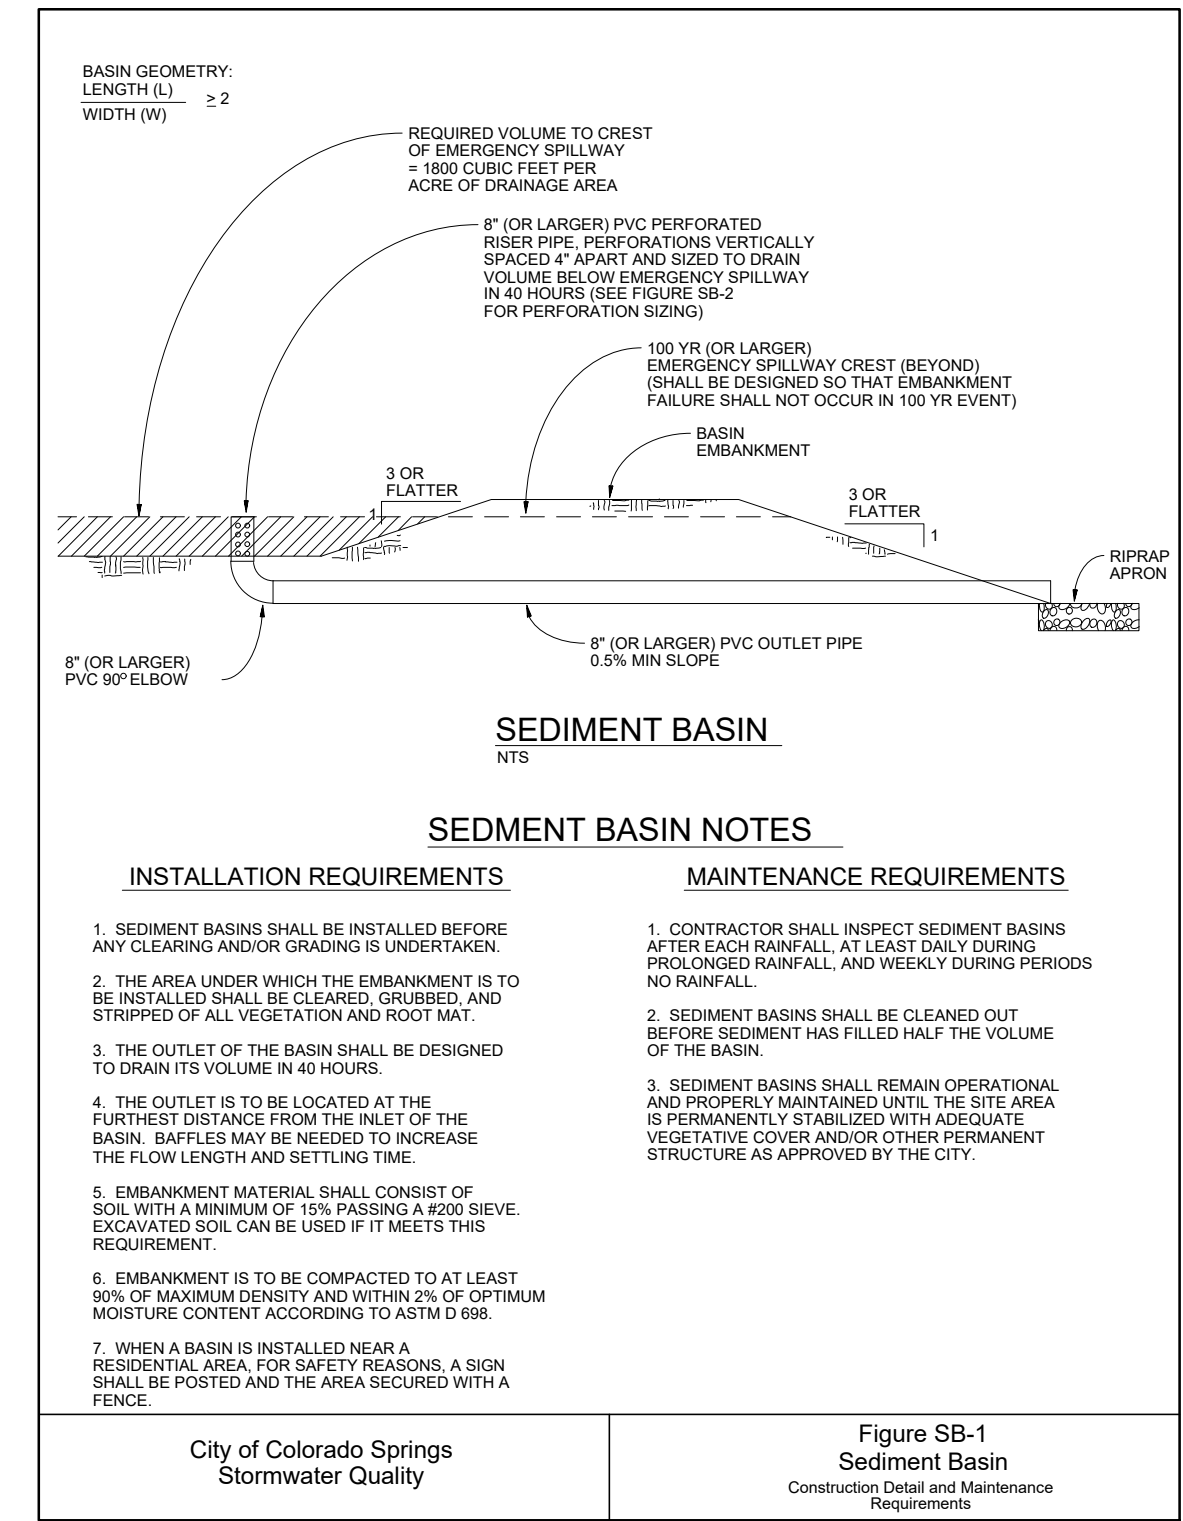 BASIN GEOMETRY:
LENGTH (L)
WIDTH (W)
≥ 2
REQUIRED VOLUME TO CREST
OF EMERGENCY SPILLWAY
= 1800 CUBIC FEET PER
ACRE OF DRAINAGE AREA
8" (OR LARGER) PVC PERFORATED
RISER PIPE, PERFORATIONS VERTICALLY
SPACED 4" APART AND SIZED TO DRAIN
VOLUME BELOW EMERGENCY SPILLWAY
IN 40 HOURS (SEE FIGURE SB-2
FOR PERFORATION SIZING)
100 YR (OR LARGER)
EMERGENCY SPILLWAY CREST (BEYOND)
(SHALL BE DESIGNED SO THAT EMBANKMENT
FAILURE SHALL NOT OCCUR IN 100 YR EVENT)
BASIN
EMBANKMENT
3 OR
FLATTER
1
3 OR
FLATTER
1
RIPRAP
APRON
8" (OR LARGER) PVC OUTLET PIPE
0.5% MIN SLOPE
8" (OR LARGER)
PVC 90° ELBOW
SEDIMENT BASIN
NTS
SEDMENT BASIN NOTES
INSTALLATION REQUIREMENTS
1. SEDIMENT BASINS SHALL BE INSTALLED BEFORE
ANY CLEARING AND/OR GRADING IS UNDERTAKEN.
2. THE AREA UNDER WHICH THE EMBANKMENT IS TO
BE INSTALLED SHALL BE CLEARED, GRUBBED, AND
STRIPPED OF ALL VEGETATION AND ROOT MAT.
3. THE OUTLET OF THE BASIN SHALL BE DESIGNED
TO DRAIN ITS VOLUME IN 40 HOURS.
4. THE OUTLET IS TO BE LOCATED AT THE
FURTHEST DISTANCE FROM THE INLET OF THE
BASIN. BAFFLES MAY BE NEEDED TO INCREASE
THE FLOW LENGTH AND SETTLING TIME.
5. EMBANKMENT MATERIAL SHALL CONSIST OF
SOIL WITH A MINIMUM OF 15% PASSING A #200 SIEVE.
EXCAVATED SOIL CAN BE USED IF IT MEETS THIS
REQUIREMENT.
6. EMBANKMENT IS TO BE COMPACTED TO AT LEAST
90% OF MAXIMUM DENSITY AND WITHIN 2% OF OPTIMUM
MOISTURE CONTENT ACCORDING TO ASTM D 698.
7. WHEN A BASIN IS INSTALLED NEAR A
RESIDENTIAL AREA, FOR SAFETY REASONS, A SIGN
SHALL BE POSTED AND THE AREA SECURED WITH A
FENCE.
MAINTENANCE REQUIREMENTS
1. CONTRACTOR SHALL INSPECT SEDIMENT BASINS
AFTER EACH RAINFALL, AT LEAST DAILY DURING
PROLONGED RAINFALL, AND WEEKLY DURING PERIODS
NO RAINFALL.
2. SEDIMENT BASINS SHALL BE CLEANED OUT
BEFORE SEDIMENT HAS FILLED HALF THE VOLUME
OF THE BASIN.
3. SEDIMENT BASINS SHALL REMAIN OPERATIONAL
AND PROPERLY MAINTAINED UNTIL THE SITE AREA
IS PERMANENTLY STABILIZED WITH ADEQUATE
VEGETATIVE COVER AND/OR OTHER PERMANENT
STRUCTURE AS APPROVED BY THE CITY.
City of Colorado Springs
Stormwater Quality
Figure SB-1
Sediment Basin
Construction Detail and Maintenance
Requirements